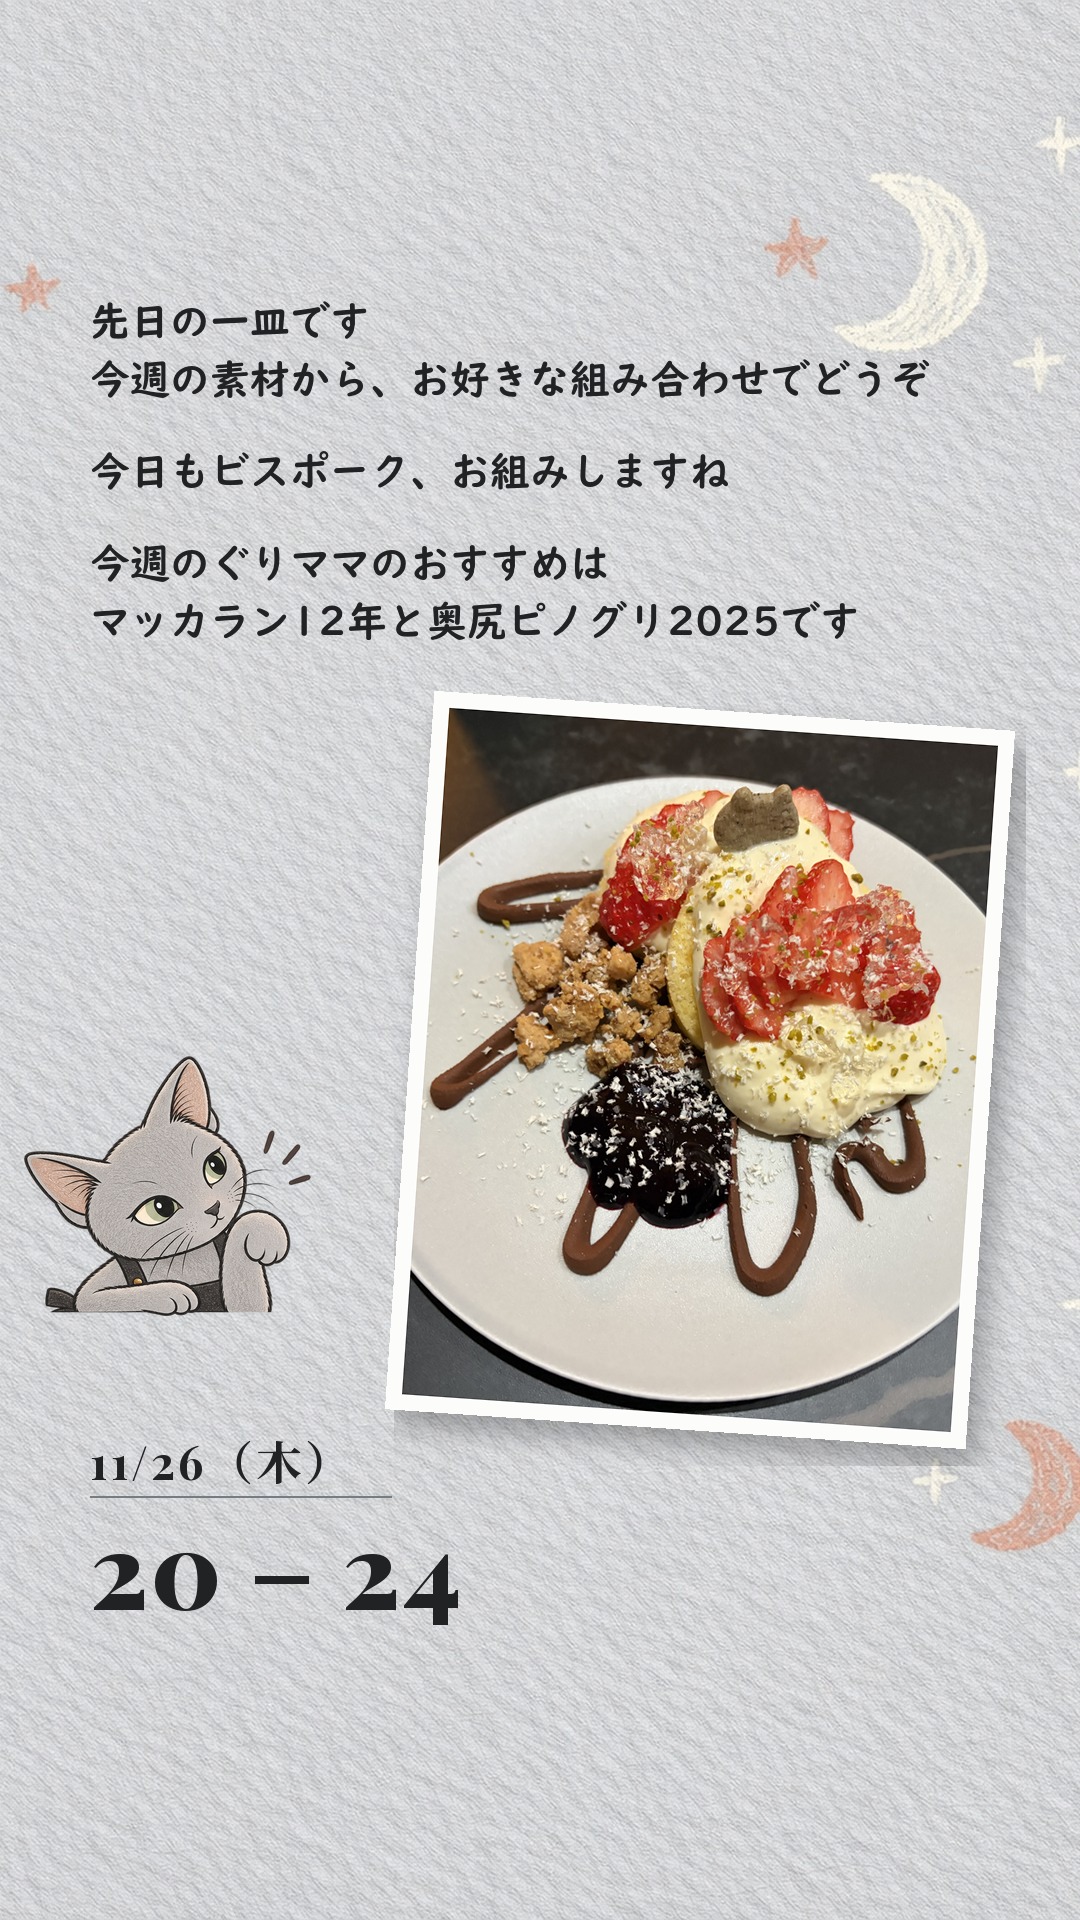 先日の一皿です
今週の素材から、お好きな組み合わせでどうぞ
今日もビスポーク、お組みしますね
今週のぐりママのおすすめは
マッカラン12年と奥尻ピノグリ2025です
11/26（木）
20 – 24